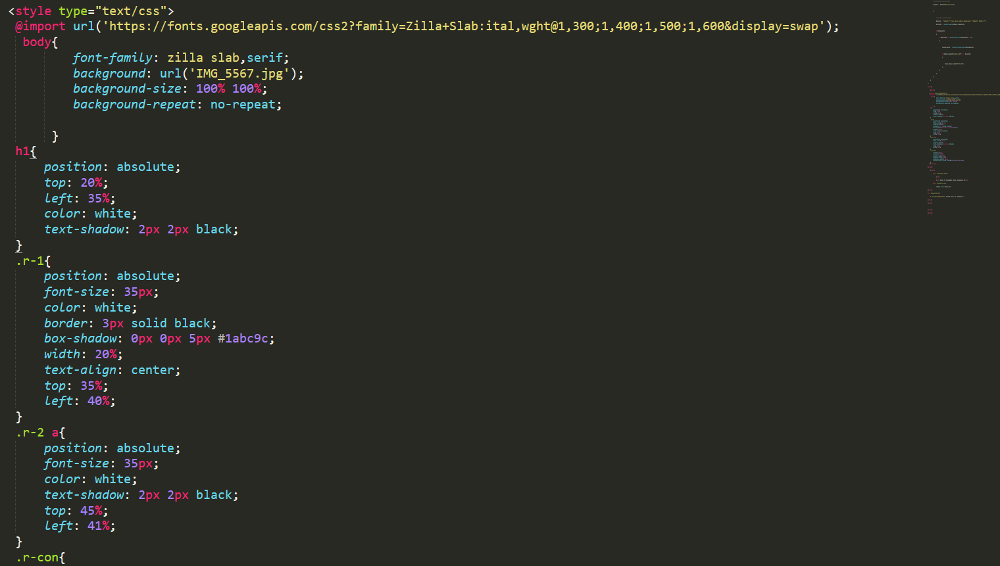 <style type="text/css">
@import url('https://fonts.googleapis.com/css2?family=Zilla+Slab:ital,wght@1,300;1,400;1,500;1,600&display=swap');
body{
font-family: zilla slab,serif;
background: url('IMG_5567.jpg');
background-size: 100% 100%;
background-repeat: no-repeat;
}
h1{
position: absolute;
top: 20%;
left: 35%;
color: white;
text-shadow: 2px 2px black;
}
.r-1{
position: absolute;
font-size: 35px;
color: white;
border: 3px solid black;
box-shadow: 0px 0px 5px #1abc9c;
width: 20%;
text-align: center;
top: 35%;
left: 40%;
}
.r-2 a{
position: absolute;
font-size: 35px;
color: white;
text-shadow: 2px 2px black;
top: 45%;
left: 41%;
}
.r-con{